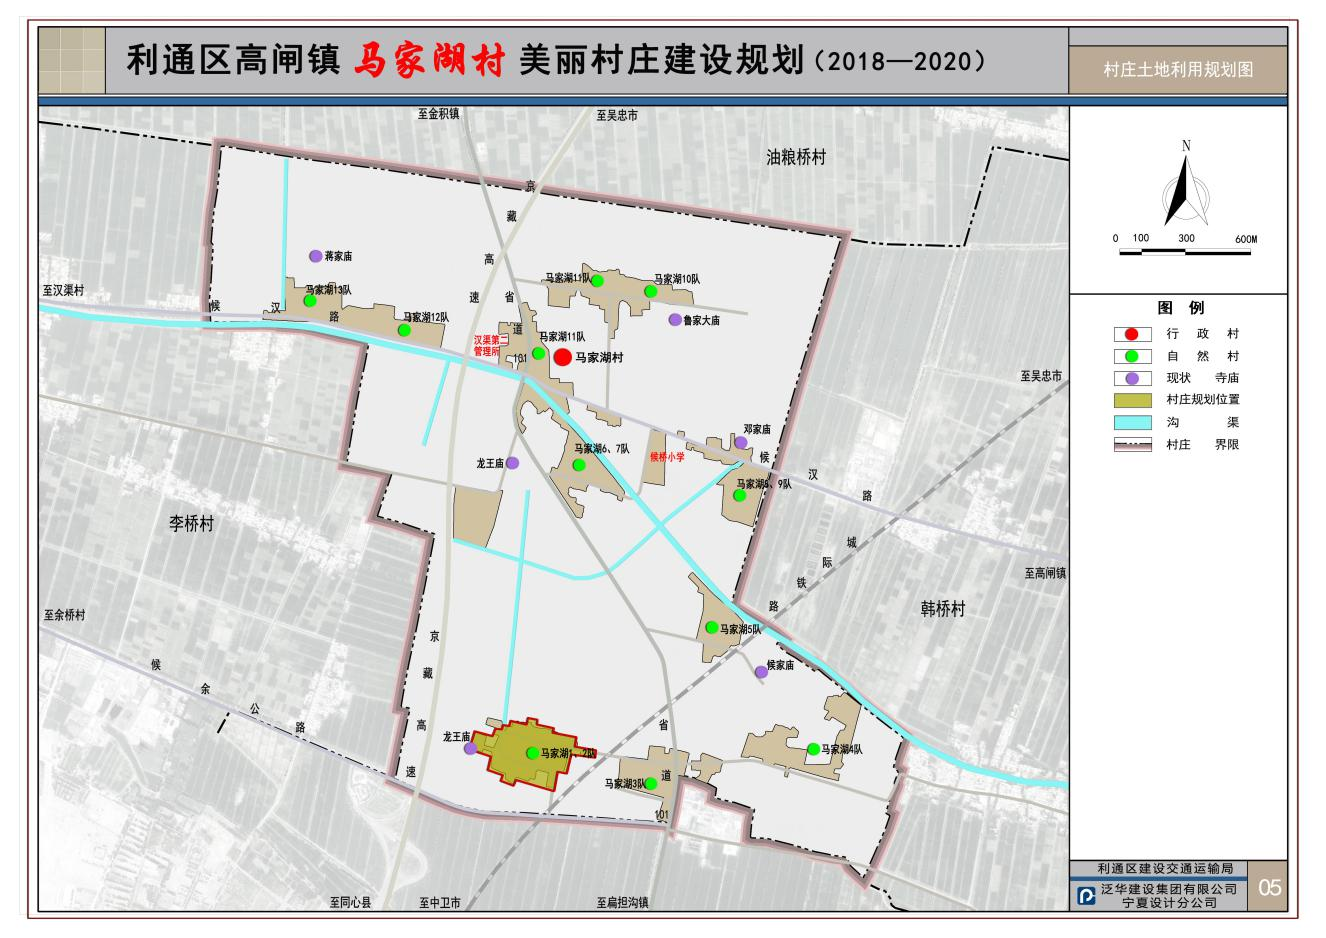 利通区高闸镇 马家湖村 美丽村庄建设规划(2018—2020)
村庄土地利用规划图
至金积镇
至吴忠市
油粮桥村
京
藏
高
速
省
道
101
蒋家庙
马家湖13队
马家湖12队
马家湖11队
马家湖10队
鲁家大庙
至汉渠村
候
汉
路
汉渠第二
管理所
马家湖11队
马家湖村
至吴忠市
邓家庙
候
汉
路
马家湖6、7队
候桥小学
龙王庙
马家湖8、9队
李桥村
城
际
铁
路
至高闸镇
韩桥村
至余桥村
马家湖5队
候家庙
候
余
公
路
京
藏
高
速
龙王庙
马家湖1、2队
省
道
101
马家湖4队
马家湖3队
至同心县
至中卫市
至扁担沟镇
N
0 100 300 600M
图 例
行 政 村
自 然 村
现状 寺庙
村庄规划位置
沟 渠
村庄 界限
利通区建设交通运输局
泛华建设集团有限公司
宁夏设计分公司
05